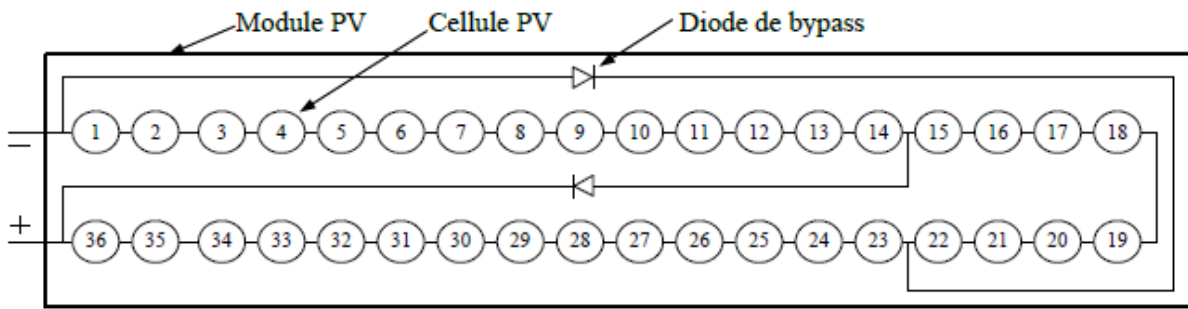 Module PV Cellule PV Diode de bypass
1 2 3 4 5 6 7 8 9 10 11 12 13 14 15 16 17 18
−
+
36 35 34 33 32 31 30 29 28 27 26 25 24 23 22 21 20 19